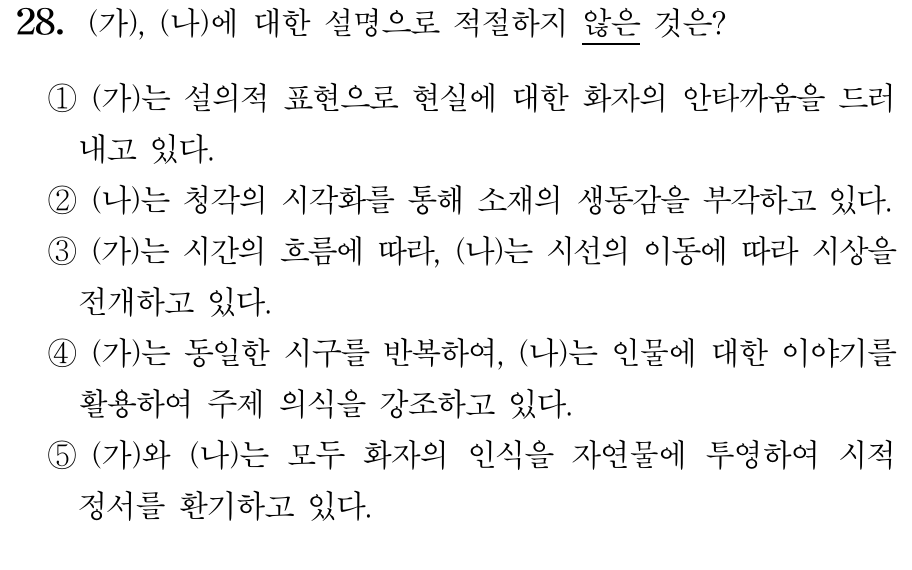 28. (가), (나)에 대한 설명으로 적절하지 않은 것은?
① (가)는 설의적 표현으로 현실에 대한 화자의 안타까움을 드러
내고 있다.
② (나)는 청각의 시각화를 통해 소재의 생동감을 부각하고 있다.
③ (가)는 시간의 흐름에 따라, (나)는 시선의 이동에 따라 시상을
전개하고 있다.
④ (가)는 동일한 시구를 반복하여, (나)는 인물에 대한 이야기를
활용하여 주제 의식을 강조하고 있다.
⑤ (가)와 (나)는 모두 화자의 인식을 자연물에 투영하여 시적
정서를 환기하고 있다.